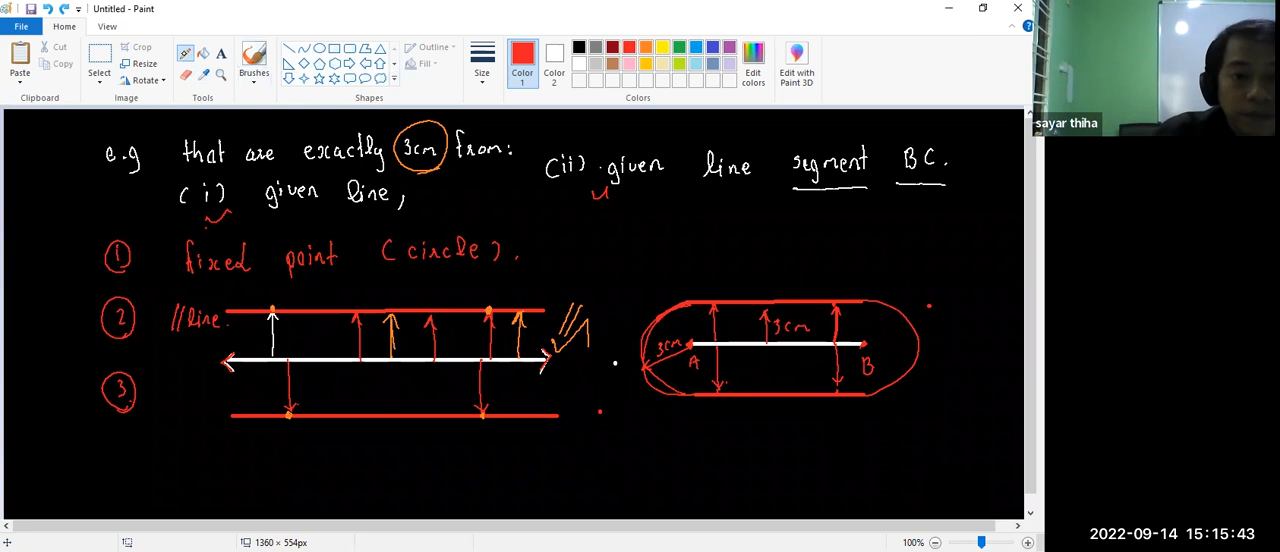 Untitled - Paint
File Home View
Paste Cut Copy Clipboard
Select Crop Resize Rotate Image
Tools
Brushes
Outline Fill Shapes
Size
Color 1 Color 2 Edit colors Colors
Edit with Paint 3D
sayar thiha
e.g that are exactly 3cm from:
(i) given line,
(ii) given line segment BC.
① fixed point (circle).
② //line.
③
3cm
3cm
A
B
1360 × 554px
100%
2022-09-14 15:15:43